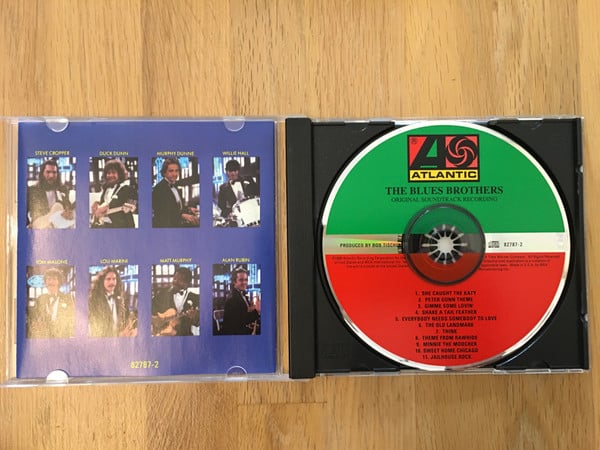 STEVE CROPPER DUCK DUNN MURPHY DUNNE WILLIE HALL
TOM MALONE LOU MARINI MATT MURPHY ALAN RUBIN
82787-2
ATLANTIC
THE BLUES BROTHERS
ORIGINAL SOUNDTRACK RECORDING
PRODUCED BY BOB TISCH
82787-2
1. SHE CAUGHT THE KATY
2. PETER GUNN THEME
3. GIMME SOME LOVIN'
4. SHAKE A TAIL FEATHER
5. EVERYBODY NEEDS SOMEBODY TO LOVE
6. THE OLD LANDMARK
7. THINK
8. THEME FROM RAWHIDE
9. MINNIE THE MOOCHER
10. SWEET HOME CHICAGO
11. JAILHOUSE ROCK